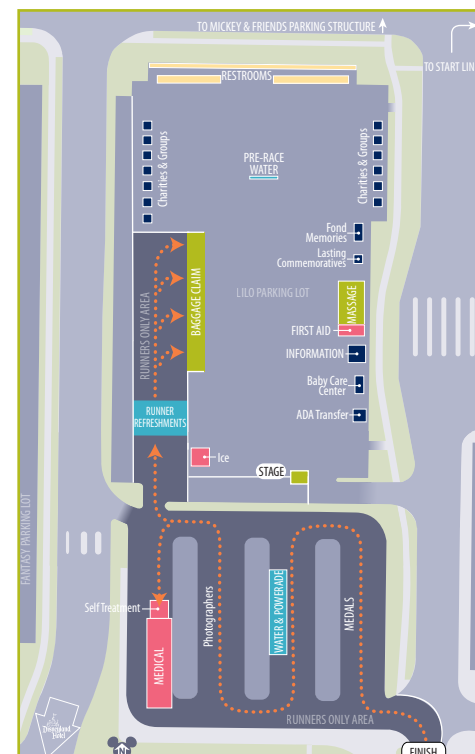 TO MICKEY & FRIENDS PARKING STRUCTURE
TO START LIN
RESTROOMS
Charities & Groups
PRE-RACE
WATER
Charities & Groups
Fond
Memories
Lasting
Commemoratives
RUNNERS ONLY AREA
BAGGAGE CLAIM
LILO PARKING LOT
MASSAGE
FIRST AID
INFORMATION
Baby Care
Center
RUNNER
REFRESHMENTS
ADA Transfer
Ice
STAGE
FANTASY PARKING LOT
Self Treatment
MEDICAL
Photographers
WATER & POWERADE
MEDALS
RUNNERS ONLY AREA
Disneyland
Hotel
N
FINISH